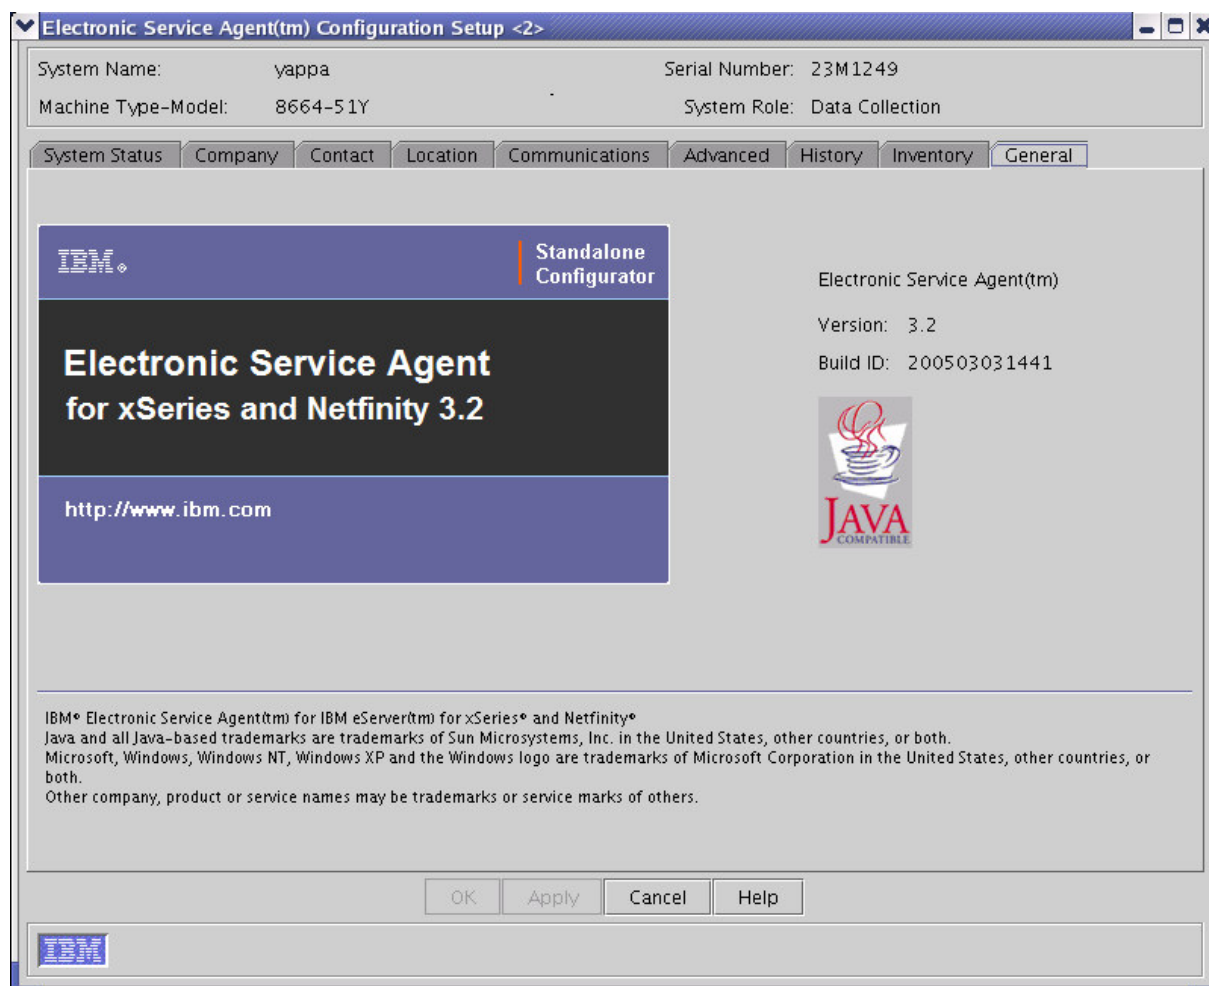 Electronic Service Agent(tm) Configuration Setup <2>
System Name: yappa Serial Number: 23M1249
Machine Type-Model: 8664-51Y System Role: Data Collection
System Status Company Contact Location Communications Advanced History Inventory General
IBM®
Standalone
Configurator
Electronic Service Agent
for xSeries and Netfinity 3.2
http://www.ibm.com
Electronic Service Agent(tm)
Version: 3.2
Build ID: 200503031441
JAVA
COMPATIBLE
IBM® Electronic Service Agent(tm) for IBM eServer(tm) for xSeries® and Netfinity®
Java and all Java-based trademarks are trademarks of Sun Microsystems, Inc. in the United States, other countries, or both.
Microsoft, Windows, Windows NT, Windows XP and the Windows logo are trademarks of Microsoft Corporation in the United States, other countries, or
both.
Other company, product or service names may be trademarks or service marks of others.
OK Apply Cancel Help
IBM